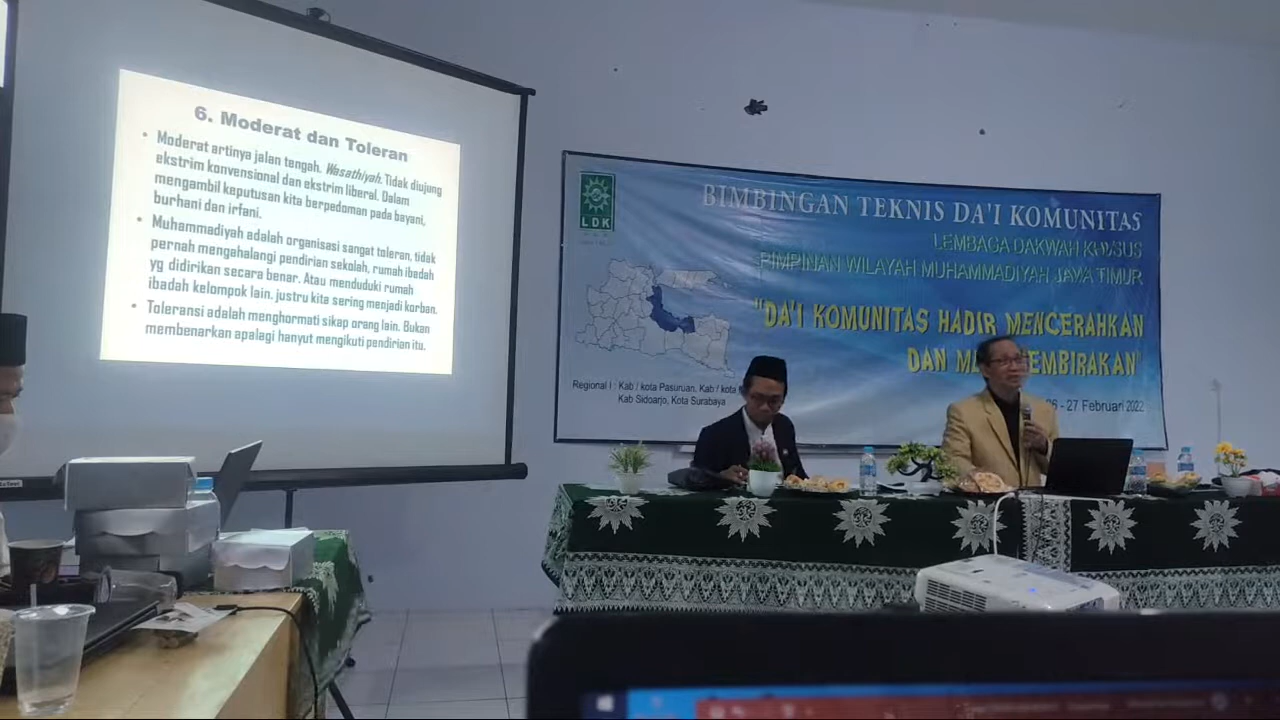 6. Moderat dan Toleran
• Moderat artinya jalan tengah. Wasathiyah. Tidak diujung
ekstrim konvensional dan ekstrim liberal. Dalam
mengambil keputusan kita berpedoman pada bayani,
burhani dan irfani.
• Muhammadiyah adalah organisasi sangat toleran, tidak
pernah mengahalangi pendirian sekolah, rumah ibadah
yg didirikan secara benar. Atau menduduki rumah
ibadah kelompok lain, justru kita sering menjadi korban.
• Toleransi adalah menghormati sikap orang lain. Bukan
membenarkan apalagi hanyut mengikuti pendirian itu.
LDK
BIMBINGAN TEKNIS DA'I KOMUNITAS
LEMBAGA DAKWAH KHUSUS
PIMPINAN WILAYAH MUHAMMADIYAH JAWA TIMUR
"DA'I KOMUNITAS HADIR MENCERAHKAN
DAN
Regional I : Kab / kota Pasuruan, Kab / kota
Kab Sidoarjo, Kota Surabaya
26 - 27 Februari 2022